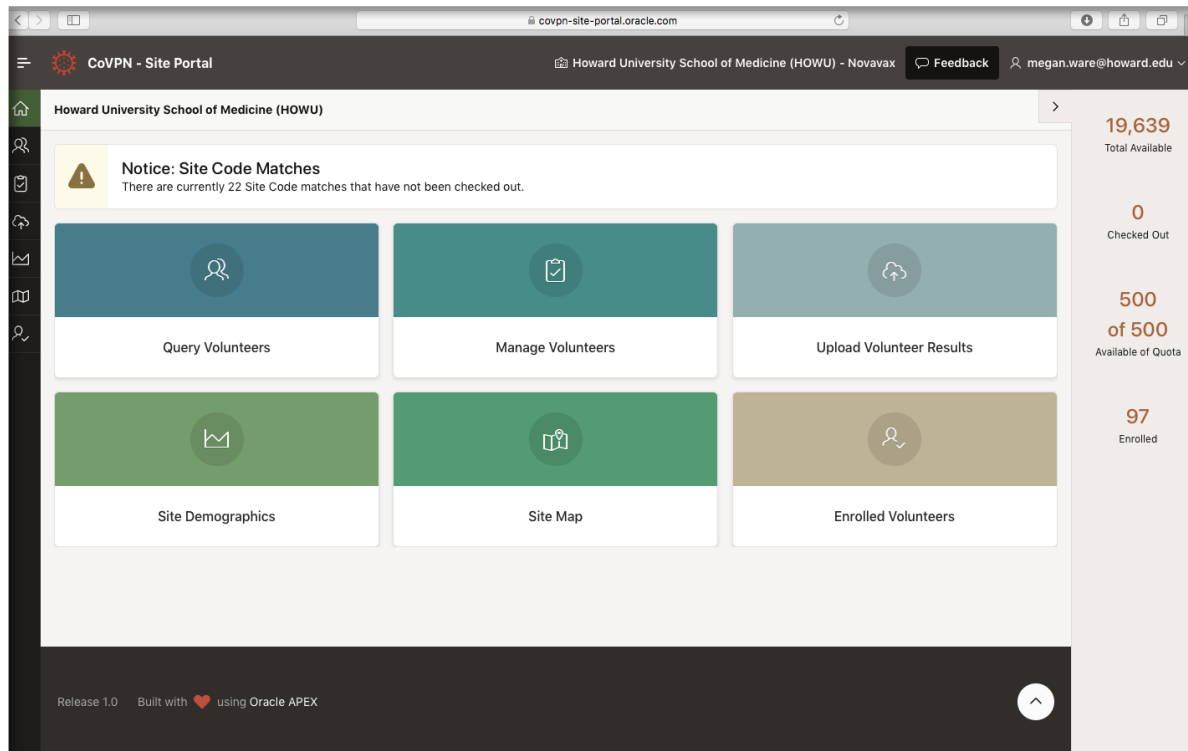 covpn-site-portal.oracle.com
CoVPN - Site Portal
Howard University School of Medicine (HOWU) - Novavax
Feedback
megan.ware@howard.edu
Howard University School of Medicine (HOWU)
Notice: Site Code Matches
There are currently 22 Site Code matches that have not been checked out.
Query Volunteers
Manage Volunteers
Upload Volunteer Results
Site Demographics
Site Map
Enrolled Volunteers
19,639
Total Available
0
Checked Out
500
of 500
Available of Quota
97
Enrolled
Release 1.0
Built with ❤ using Oracle APEX